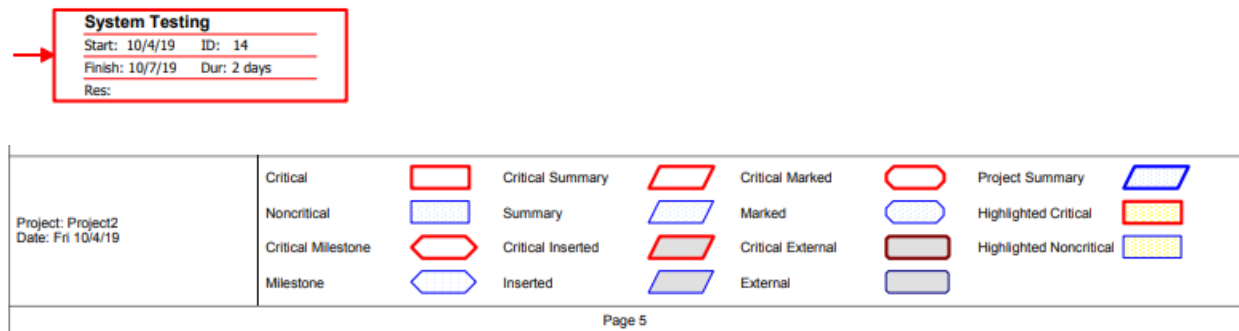 System Testing
Start: 10/4/19 ID: 14
Finish: 10/7/19 Dur: 2 days
Res:
Project: Project2
Date: Fri 10/4/19
Critical Critical Summary Critical Marked Project Summary
Noncritical Summary Marked Highlighted Critical
Critical Milestone Critical Inserted Critical External Highlighted Noncritical
Milestone Inserted External
Page 5